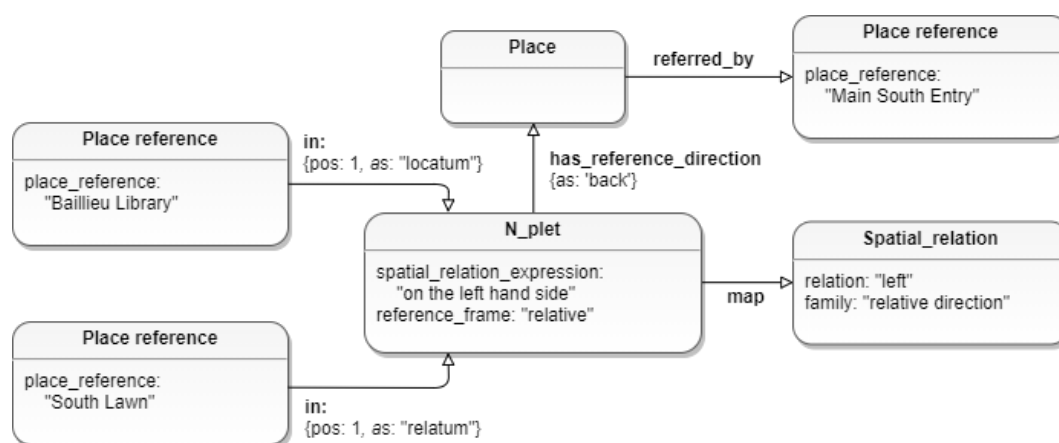 Place
referred_by
Place reference
place_reference:
"Main South Entry"
Place reference
place_reference:
"Baillieu Library"
in:
{pos: 1, as: "locatum"}
has_reference_direction
{as: 'back'}
N_plet
spatial_relation_expression:
"on the left hand side"
reference_frame: "relative"
map
Spatial_relation
relation: "left"
family: "relative direction"
Place reference
place_reference:
"South Lawn"
in:
{pos: 1, as: "relatum"}